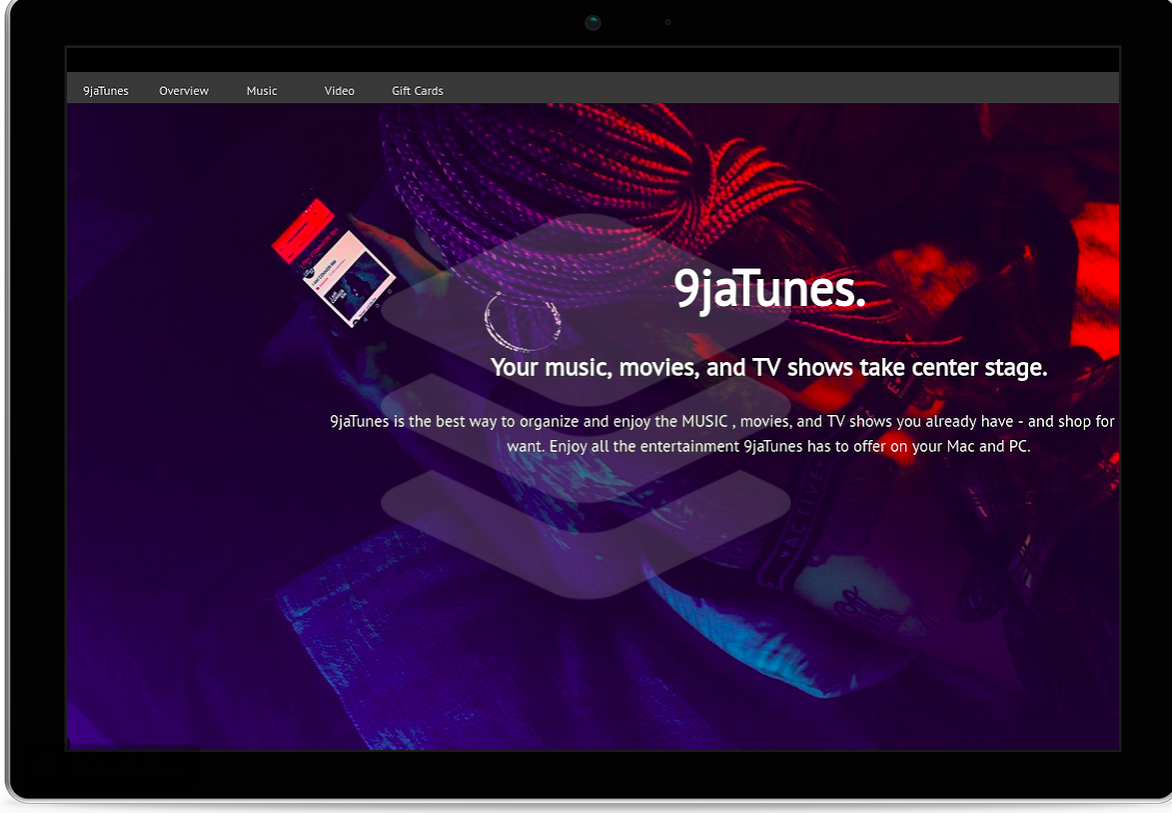 9jaTunes Overview Music Video Gift Cards
9jaTunes.
Your music, movies, and TV shows take center stage.
9jaTunes is the best way to organize and enjoy the MUSIC , movies, and TV shows you already have - and shop for
want. Enjoy all the entertainment 9jaTunes has to offer on your Mac and PC.
ACTIVE